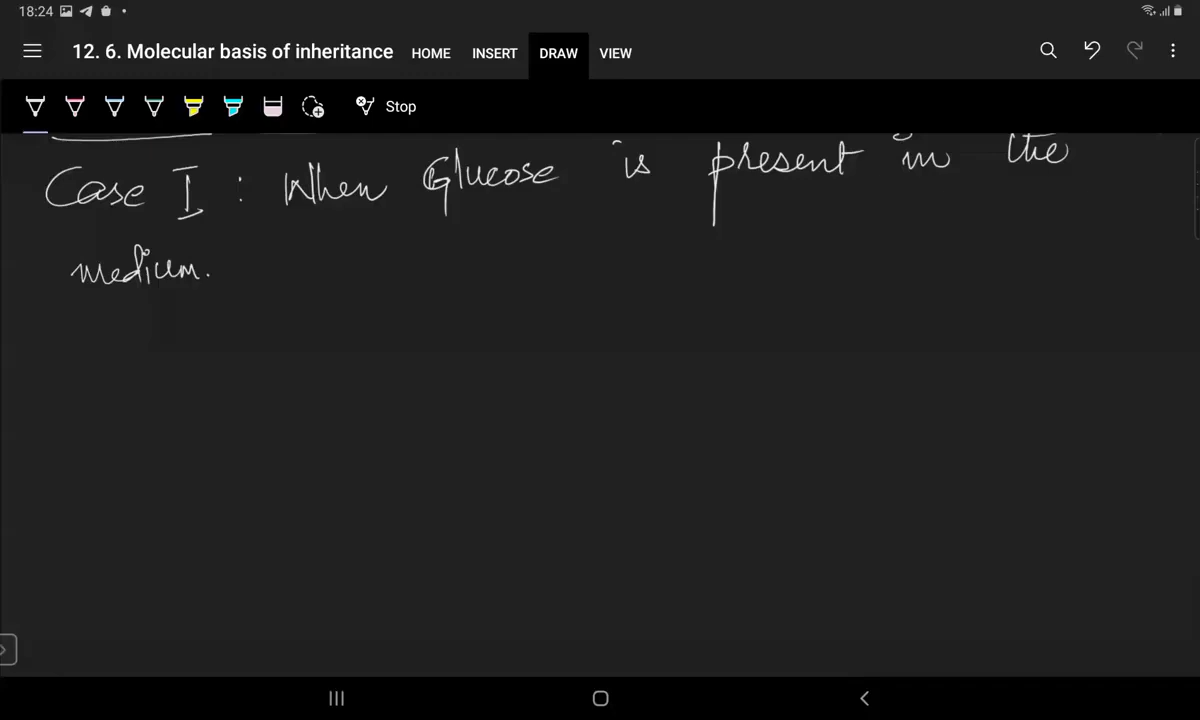 18:24
12. 6. Molecular basis of inheritance HOME INSERT DRAW VIEW
Stop
Case I : When Glucose is present in the
medium.